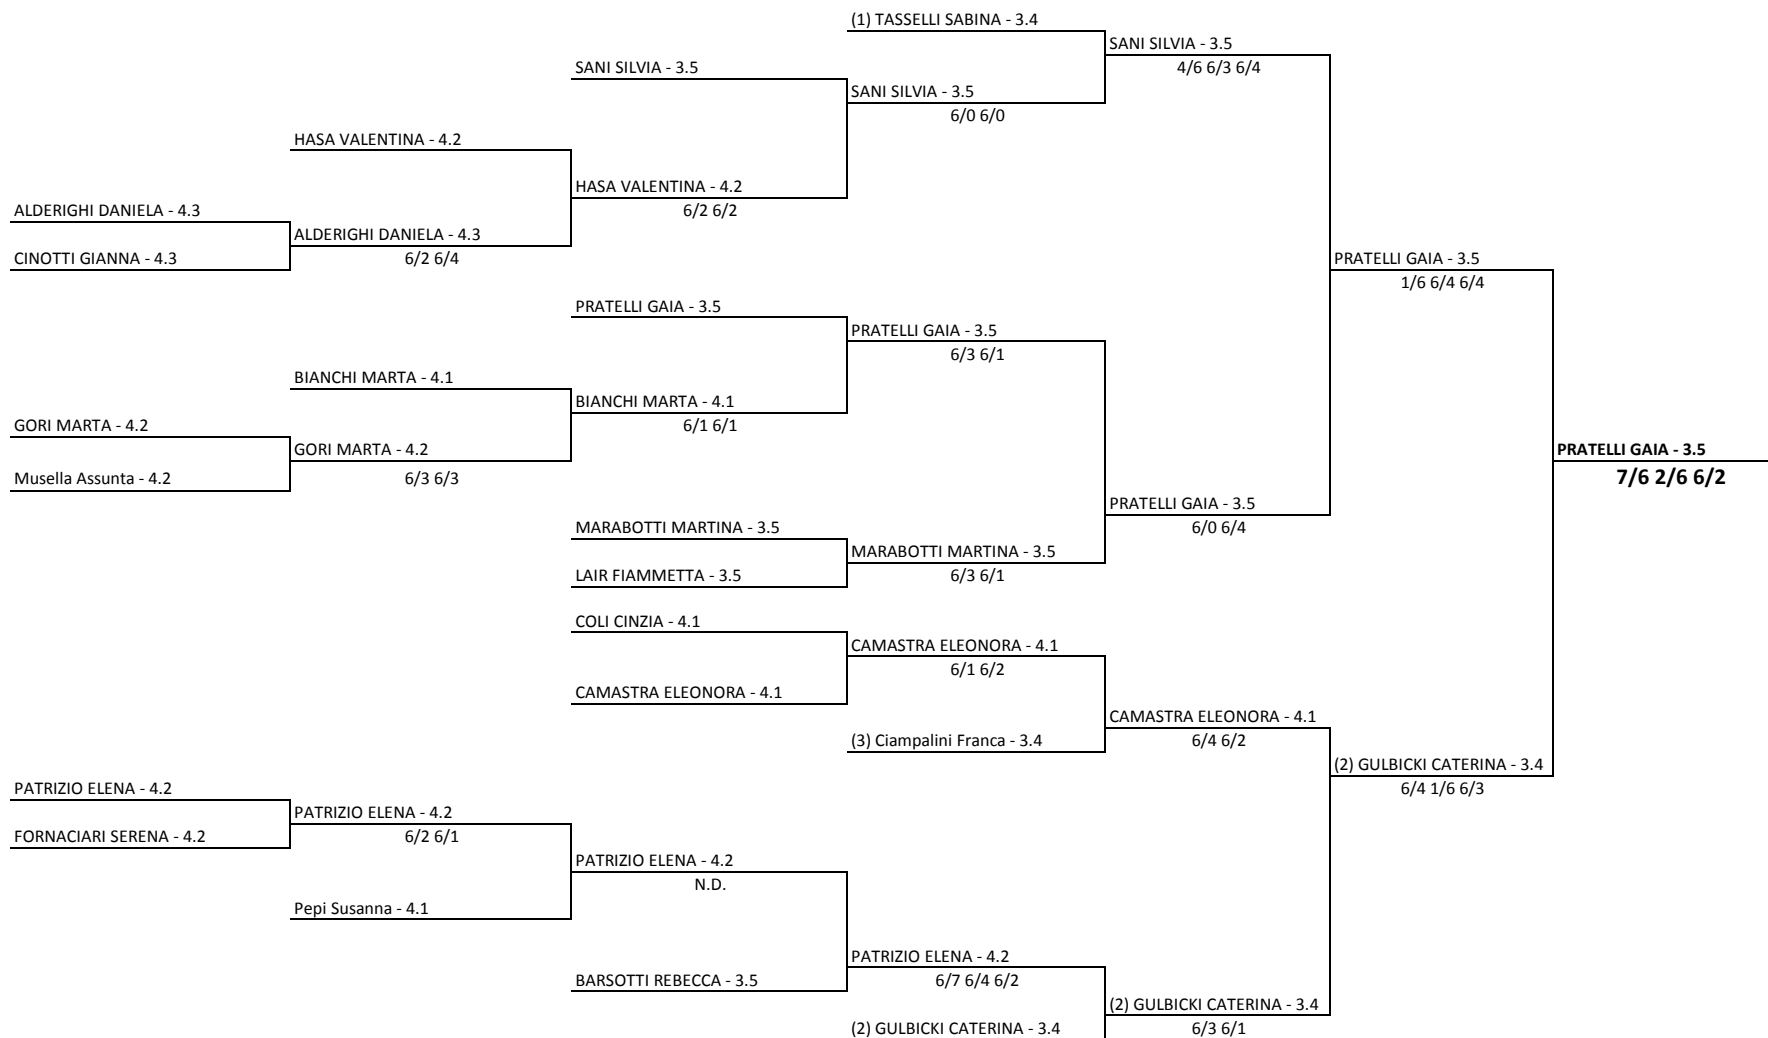 (1) TASSELLI SABINA - 3.4
SANI SILVIA - 3.5
SANI SILVIA - 3.5
4/6 6/3 6/4
SANI SILVIA - 3.5
6/0 6/0
HASA VALENTINA - 4.2
HASA VALENTINA - 4.2
6/2 6/2
ALDERIGHI DANIELA - 4.3
ALDERIGHI DANIELA - 4.3
6/2 6/4
CINOTTI GIANNA - 4.3
PRATELLI GAIA - 3.5
1/6 6/4 6/4
PRATELLI GAIA - 3.5
PRATELLI GAIA - 3.5
6/3 6/1
BIANCHI MARTA - 4.1
BIANCHI MARTA - 4.1
6/1 6/1
GORI MARTA - 4.2
GORI MARTA - 4.2
6/3 6/3
Musella Assunta - 4.2
PRATELLI GAIA - 3.5
7/6 2/6 6/2
PRATELLI GAIA - 3.5
6/0 6/4
MARABOTTI MARTINA - 3.5
MARABOTTI MARTINA - 3.5
6/3 6/1
LAIR FIAMMETTA - 3.5
COLI CINZIA - 4.1
CAMASTRA ELEONORA - 4.1
6/1 6/2
CAMASTRA ELEONORA - 4.1
CAMASTRA ELEONORA - 4.1
6/4 6/2
(3) Ciampalini Franca - 3.4
(2) GULBICKI CATERINA - 3.4
6/4 1/6 6/3
PATRIZIO ELENA - 4.2
PATRIZIO ELENA - 4.2
6/2 6/1
FORNACIARI SERENA - 4.2
PATRIZIO ELENA - 4.2
N.D.
Pepi Susanna - 4.1
PATRIZIO ELENA - 4.2
6/7 6/4 6/2
BARSOTTI REBECCA - 3.5
(2) GULBICKI CATERINA - 3.4
6/3 6/1
(2) GULBICKI CATERINA - 3.4